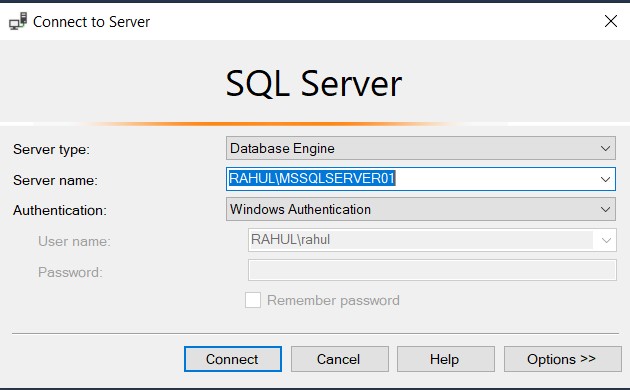 Connect to Server
SQL Server
Server type: Database Engine
Server name: RAHUL\MSSQLSERVER01
Authentication: Windows Authentication
User name: RAHUL\rahul
Password:
Remember password
Connect Cancel Help Options >>